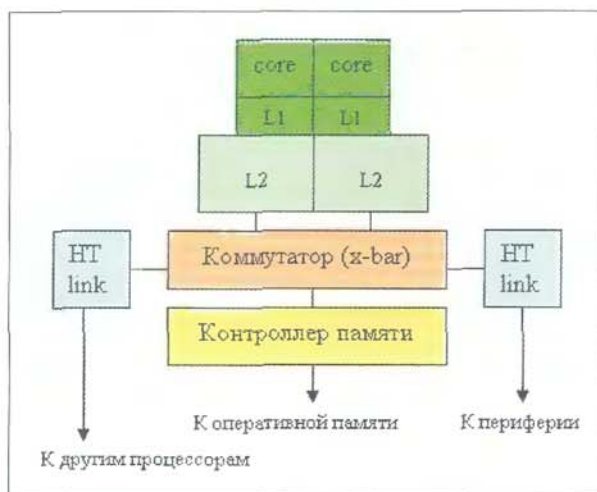 core core
L1 L1
L2 L2
HT
link
Коммутатор (x-bar)
HT
link
Контроллер памяти
К оперативной памяти
К периферии
К другим процессорам